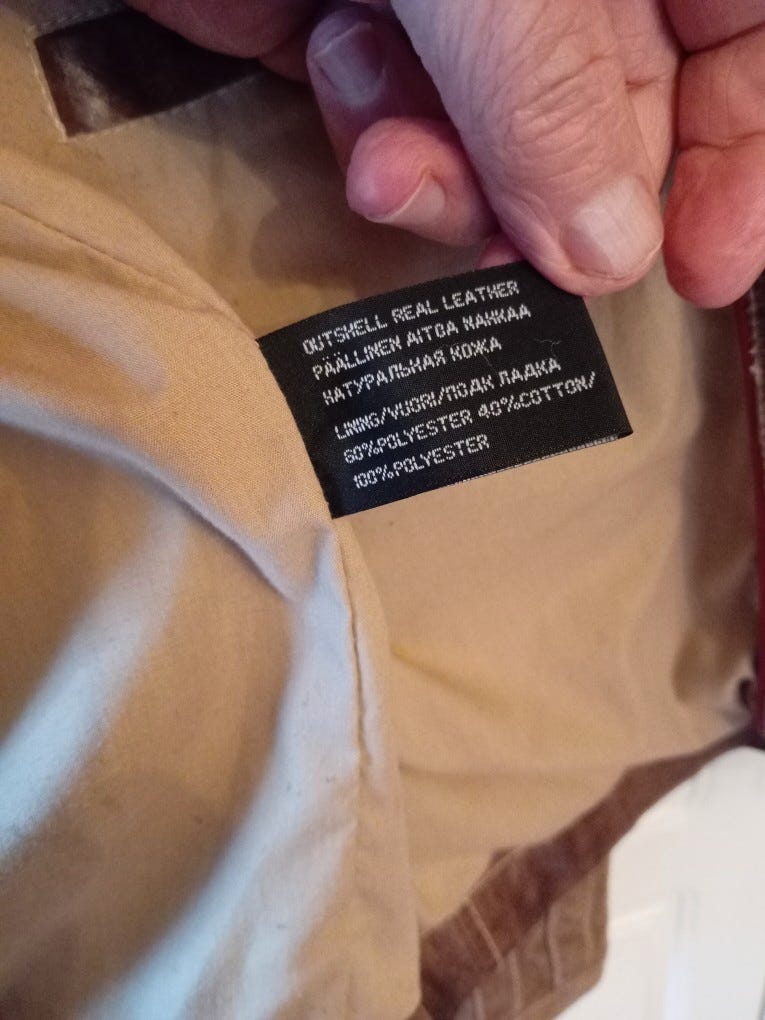 OUTSHELL REAL LEATHER
PÄÄLLINEN AITOA NAHKAA
НАТУРАЛЬНАЯ КОЖА
LINING/VUORI/ПОДК ЛАДКА
60%POLYESTER 40%COTTON/
100%POLYESTER